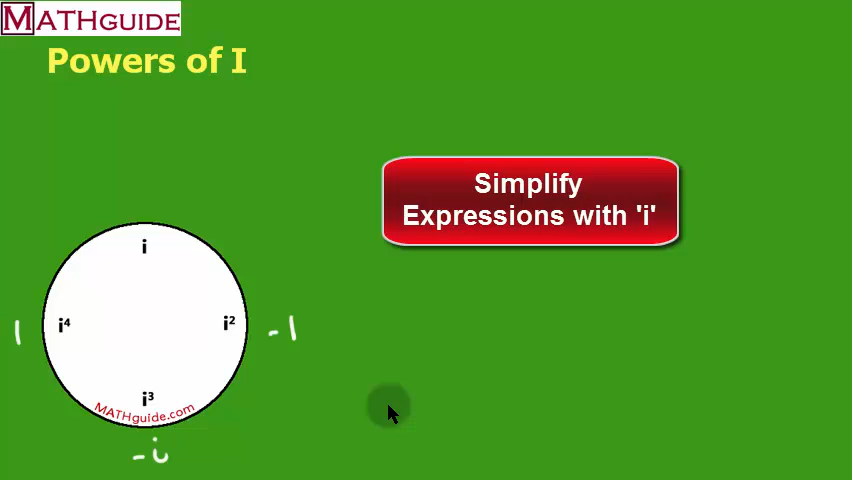 MATHGUIDE
Powers of I
Simplify
Expressions with 'i'
i
1 i⁴ i² -1
i³
MATHguide.com
-i